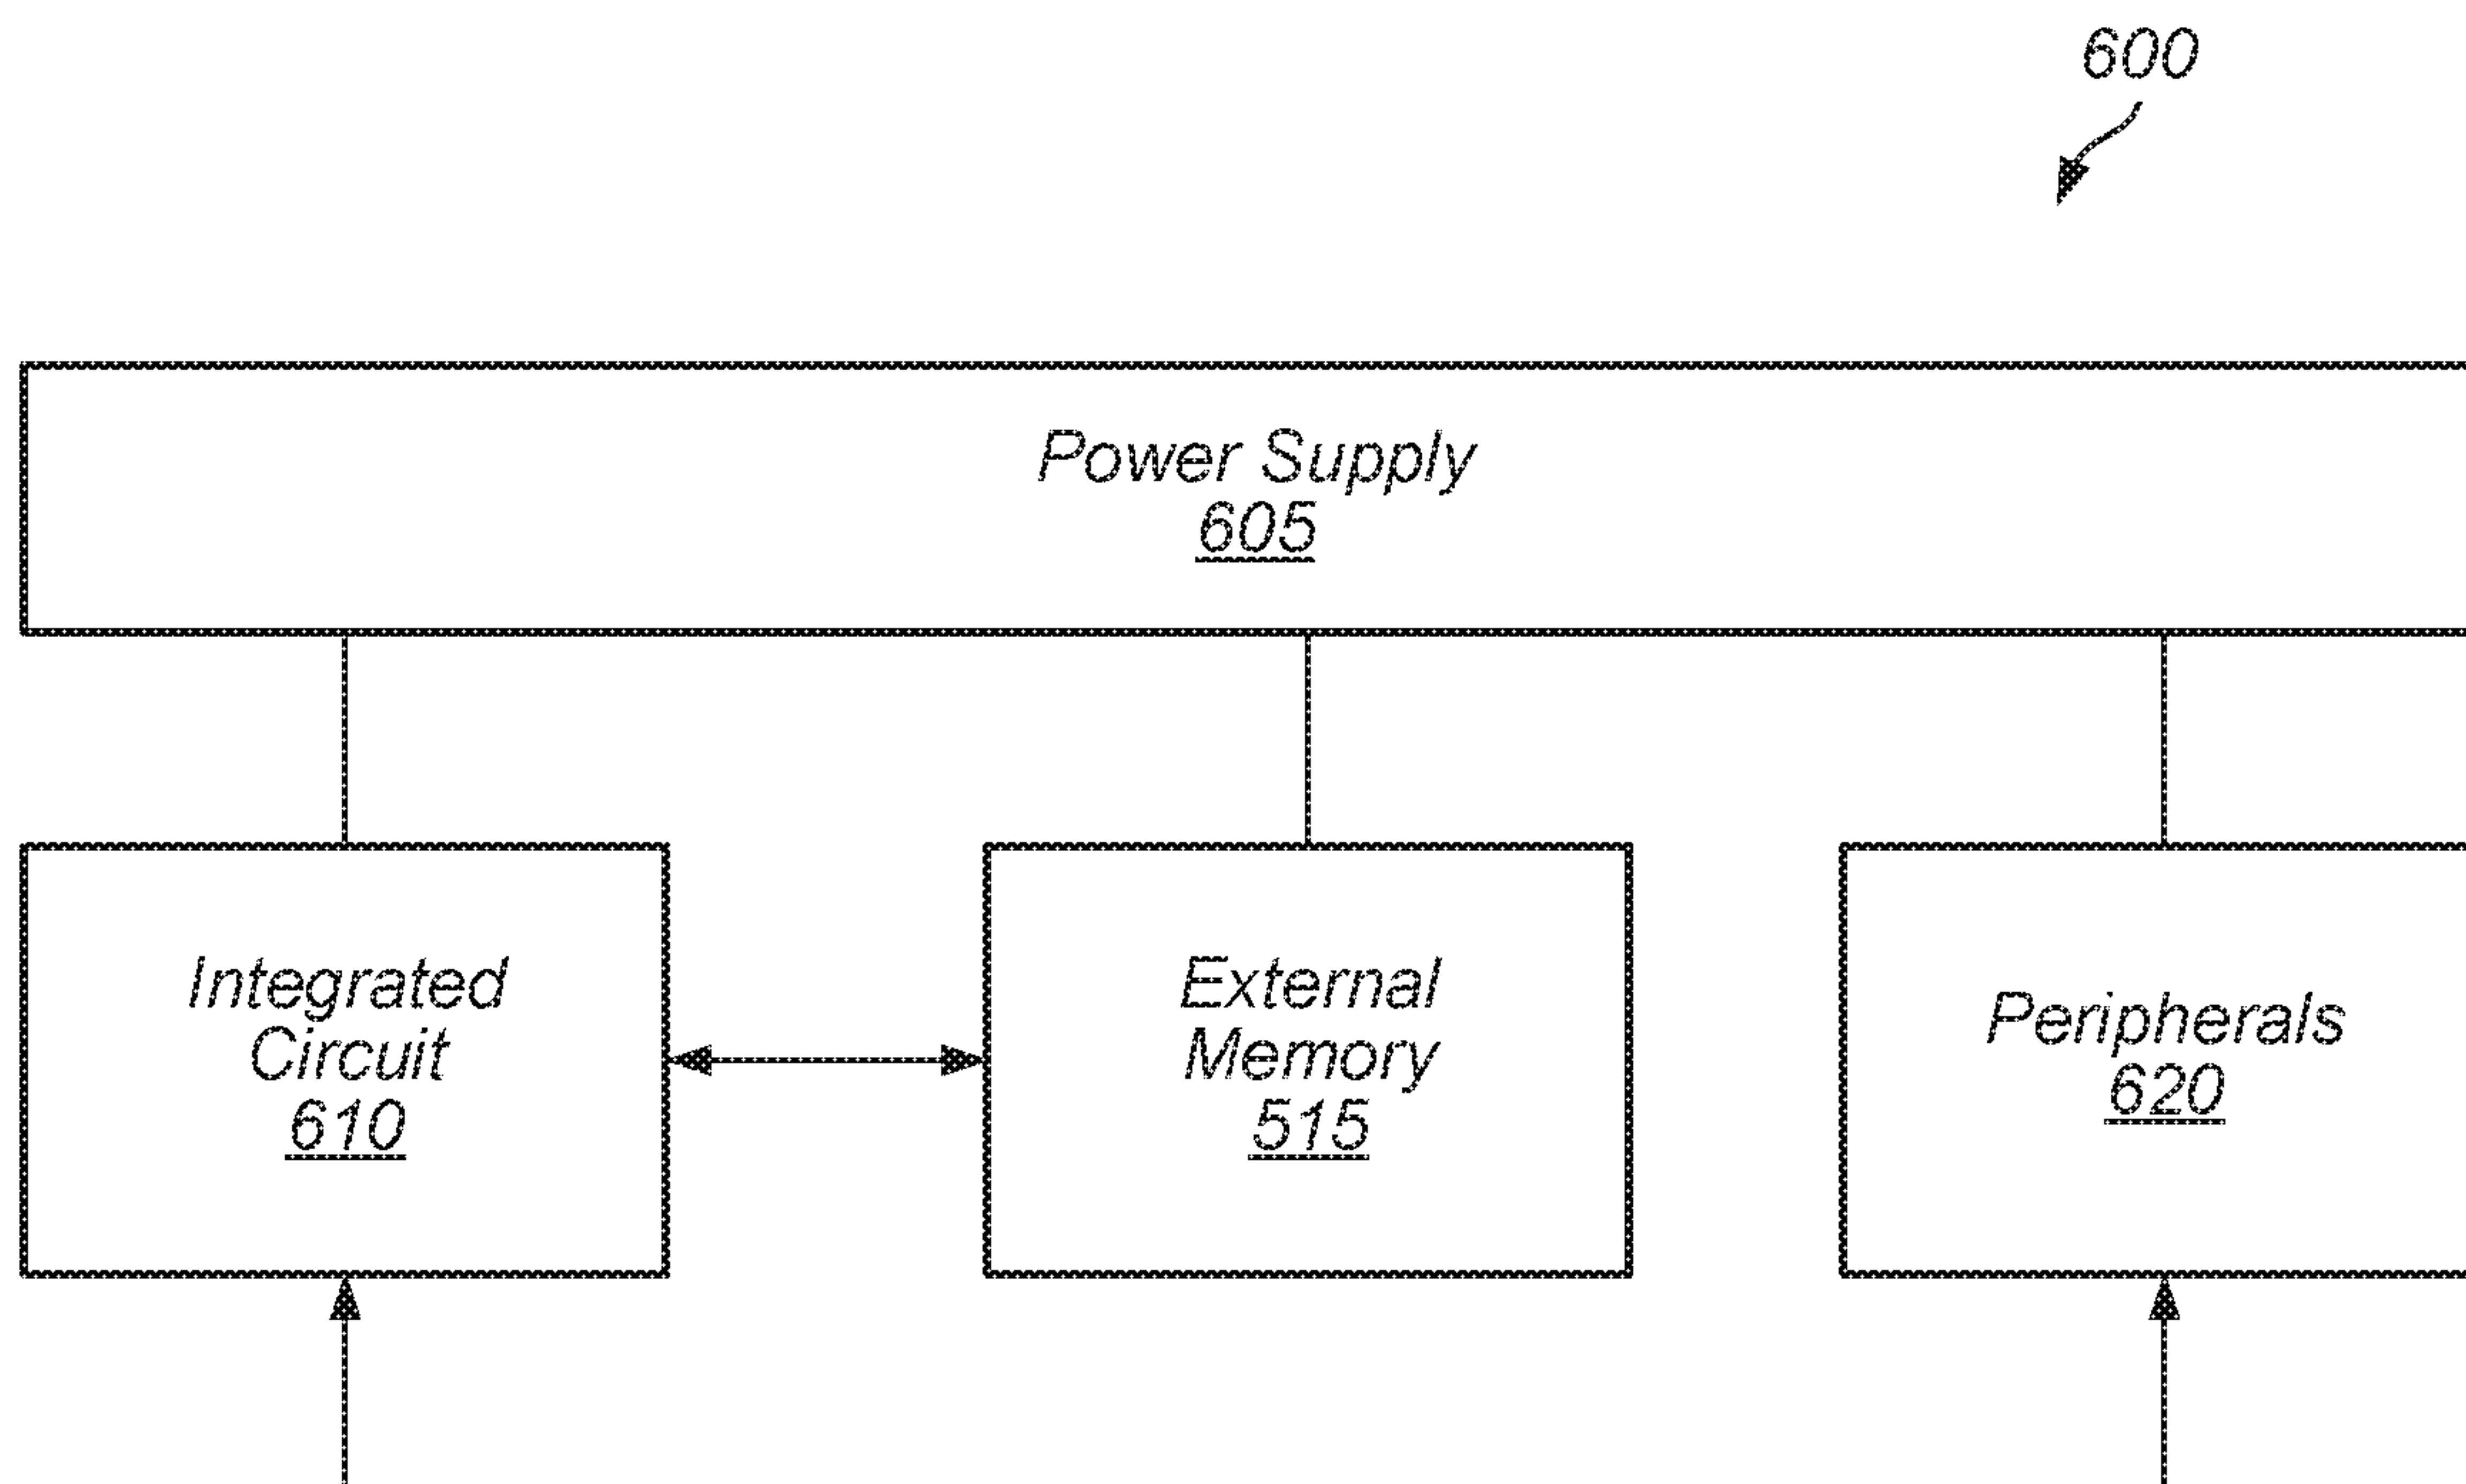 600
Power Supply
605
Integrated
Circuit
610
External
Memory
515
Peripherals
620